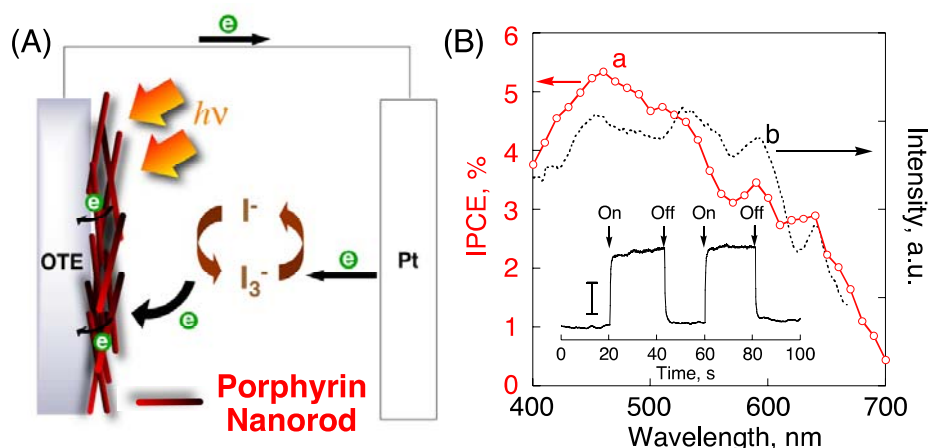 (A)
e
hν
e
I-
OTE
Pt
I3-
e
e
e
Porphyrin
Nanorod
(B)
6
5
4
3
2
1
0
IPCE, %
a
b
Intensity, a.u.
On Off On Off
0 20 40 60 80 100
Time, s
400 500 600 700
Wavelength, nm